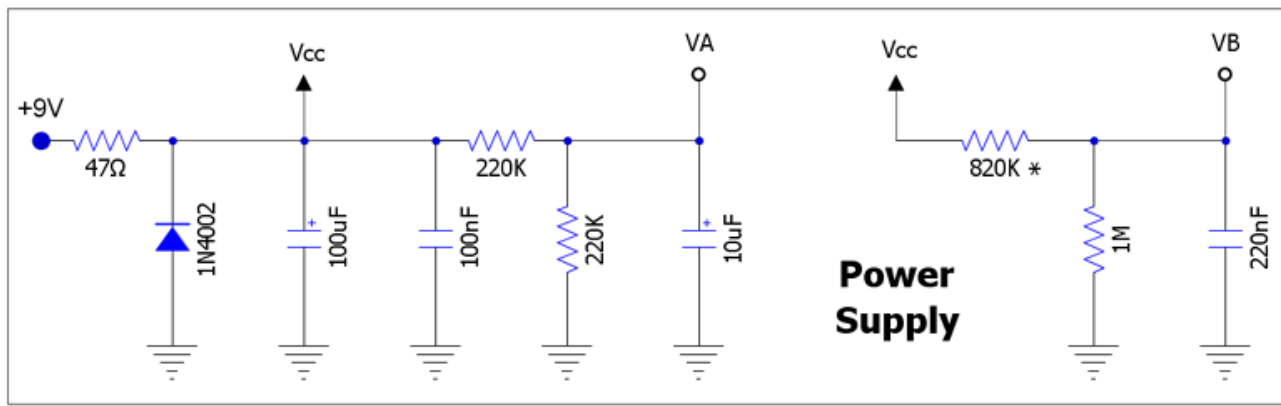 +9V
47Ω
1N4002
Vcc
100uF
100nF
220K
220K
VA
10uF
Vcc
820K *
1M
VB
220nF
Power
Supply
+
+